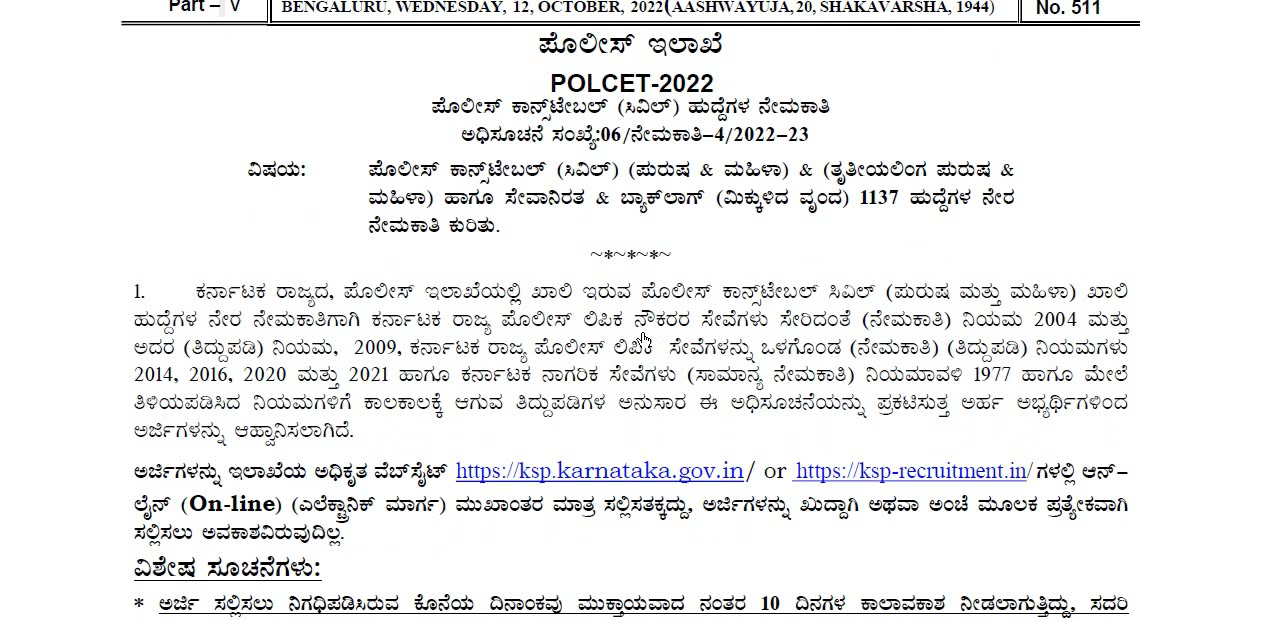 Part – V BENGALURU, WEDNESDAY, 12, OCTOBER, 2022(AASHWAYUJA,20, SHAKAVARSHA, 1944) No. 511
ಪೊಲೀಸ್ ಇಲಾಖೆ
POLCET-2022
ಪೊಲೀಸ್ ಕಾನ್ಸ್‌ಟೇಬಲ್ (ಸಿವಿಲ್) ಹುದ್ದೆಗಳ ನೇಮಕಾತಿ
ಅಧಿಸೂಚನೆ ಸಂಖ್ಯೆ:06/ನೇಮಕಾತಿ–4/2022–23
ವಿಷಯ: ಪೊಲೀಸ್ ಕಾನ್ಸ್‌ಟೇಬಲ್ (ಸಿವಿಲ್) (ಪುರುಷ & ಮಹಿಳಾ) & (ತೃತೀಯಲಿಂಗ ಪುರುಷ &
ಮಹಿಳಾ) ಹಾಗೂ ಸೇವಾನಿರತ & ಬ್ಯಾಕ್‌ಲಾಗ್ (ಮಿಕ್ಕುಳಿದ ವೃಂದ) 1137 ಹುದ್ದೆಗಳ ನೇರ
ನೇಮಕಾತಿ ಕುರಿತು.
~*~*~*~
1. ಕರ್ನಾಟಕ ರಾಜ್ಯದ, ಪೊಲೀಸ್ ಇಲಾಖೆಯಲ್ಲಿ ಖಾಲಿ ಇರುವ ಪೊಲೀಸ್ ಕಾನ್ಸ್‌ಟೇಬಲ್ ಸಿವಿಲ್ (ಪುರುಷ ಮತ್ತು ಮಹಿಳಾ) ಖಾಲಿ
ಹುದ್ದೆಗಳ ನೇರ ನೇಮಕಾತಿಗಾಗಿ ಕರ್ನಾಟಕ ರಾಜ್ಯ ಪೊಲೀಸ್ ಲಿಪಿಕ ನೌಕರರ ಸೇವೆಗಳು ಸೇರಿದಂತೆ (ನೇಮಕಾತಿ) ನಿಯಮ 2004 ಮತ್ತು
ಅದರ (ತಿದ್ದುಪಡಿ) ನಿಯಮ, 2009, ಕರ್ನಾಟಕ ರಾಜ್ಯ ಪೊಲೀಸ್ ಲಿಪಿಕ ಸೇವೆಗಳನ್ನು ಒಳಗೊಂಡ (ನೇಮಕಾತಿ) (ತಿದ್ದುಪಡಿ) ನಿಯಮಗಳು
2014, 2016, 2020 ಮತ್ತು 2021 ಹಾಗೂ ಕರ್ನಾಟಕ ನಾಗರಿಕ ಸೇವೆಗಳು (ಸಾಮಾನ್ಯ ನೇಮಕಾತಿ) ನಿಯಮಾವಳಿ 1977 ಹಾಗೂ ಮೇಲೆ
ತಿಳಿಯಪಡಿಸಿದ ನಿಯಮಗಳಿಗೆ ಕಾಲಕಾಲಕ್ಕೆ ಆಗುವ ತಿದ್ದುಪಡಿಗಳ ಅನುಸಾರ ಈ ಅಧಿಸೂಚನೆಯನ್ನು ಪ್ರಕಟಿಸುತ್ತ ಅರ್ಹ ಅಭ್ಯರ್ಥಿಗಳಿಂದ
ಅರ್ಜಿಗಳನ್ನು ಆಹ್ವಾನಿಸಲಾಗಿದೆ.
ಅರ್ಜಿಗಳನ್ನು ಇಲಾಖೆಯ ಅಧಿಕೃತ ವೆಬ್‌ಸೈಟ್ https://ksp.karnataka.gov.in/ or https://ksp-recruitment.in/ಗಳಲ್ಲಿ ಆನ್–
ಲೈನ್ (On-line) (ಎಲೆಕ್ಟ್ರಾನಿಕ್ ಮಾರ್ಗ) ಮುಖಾಂತರ ಮಾತ್ರ ಸಲ್ಲಿಸತಕ್ಕದ್ದು, ಅರ್ಜಿಗಳನ್ನು ಖುದ್ದಾಗಿ ಅಥವಾ ಅಂಚೆ ಮೂಲಕ ಪ್ರತ್ಯೇಕವಾಗಿ
ಸಲ್ಲಿಸಲು ಅವಕಾಶವಿರುವುದಿಲ್ಲ.
ವಿಶೇಷ ಸೂಚನೆಗಳು:
* ಅರ್ಜಿ ಸಲ್ಲಿಸಲು ನಿಗಧಿಪಡಿಸಿರುವ ಕೊನೆಯ ದಿನಾಂಕವು ಮುಕ್ತಾಯವಾದ ನಂತರ 10 ದಿನಗಳ ಕಾಲಾವಕಾಶ ನೀಡಲಾಗುತ್ತಿದ್ದು, ಸದರಿ